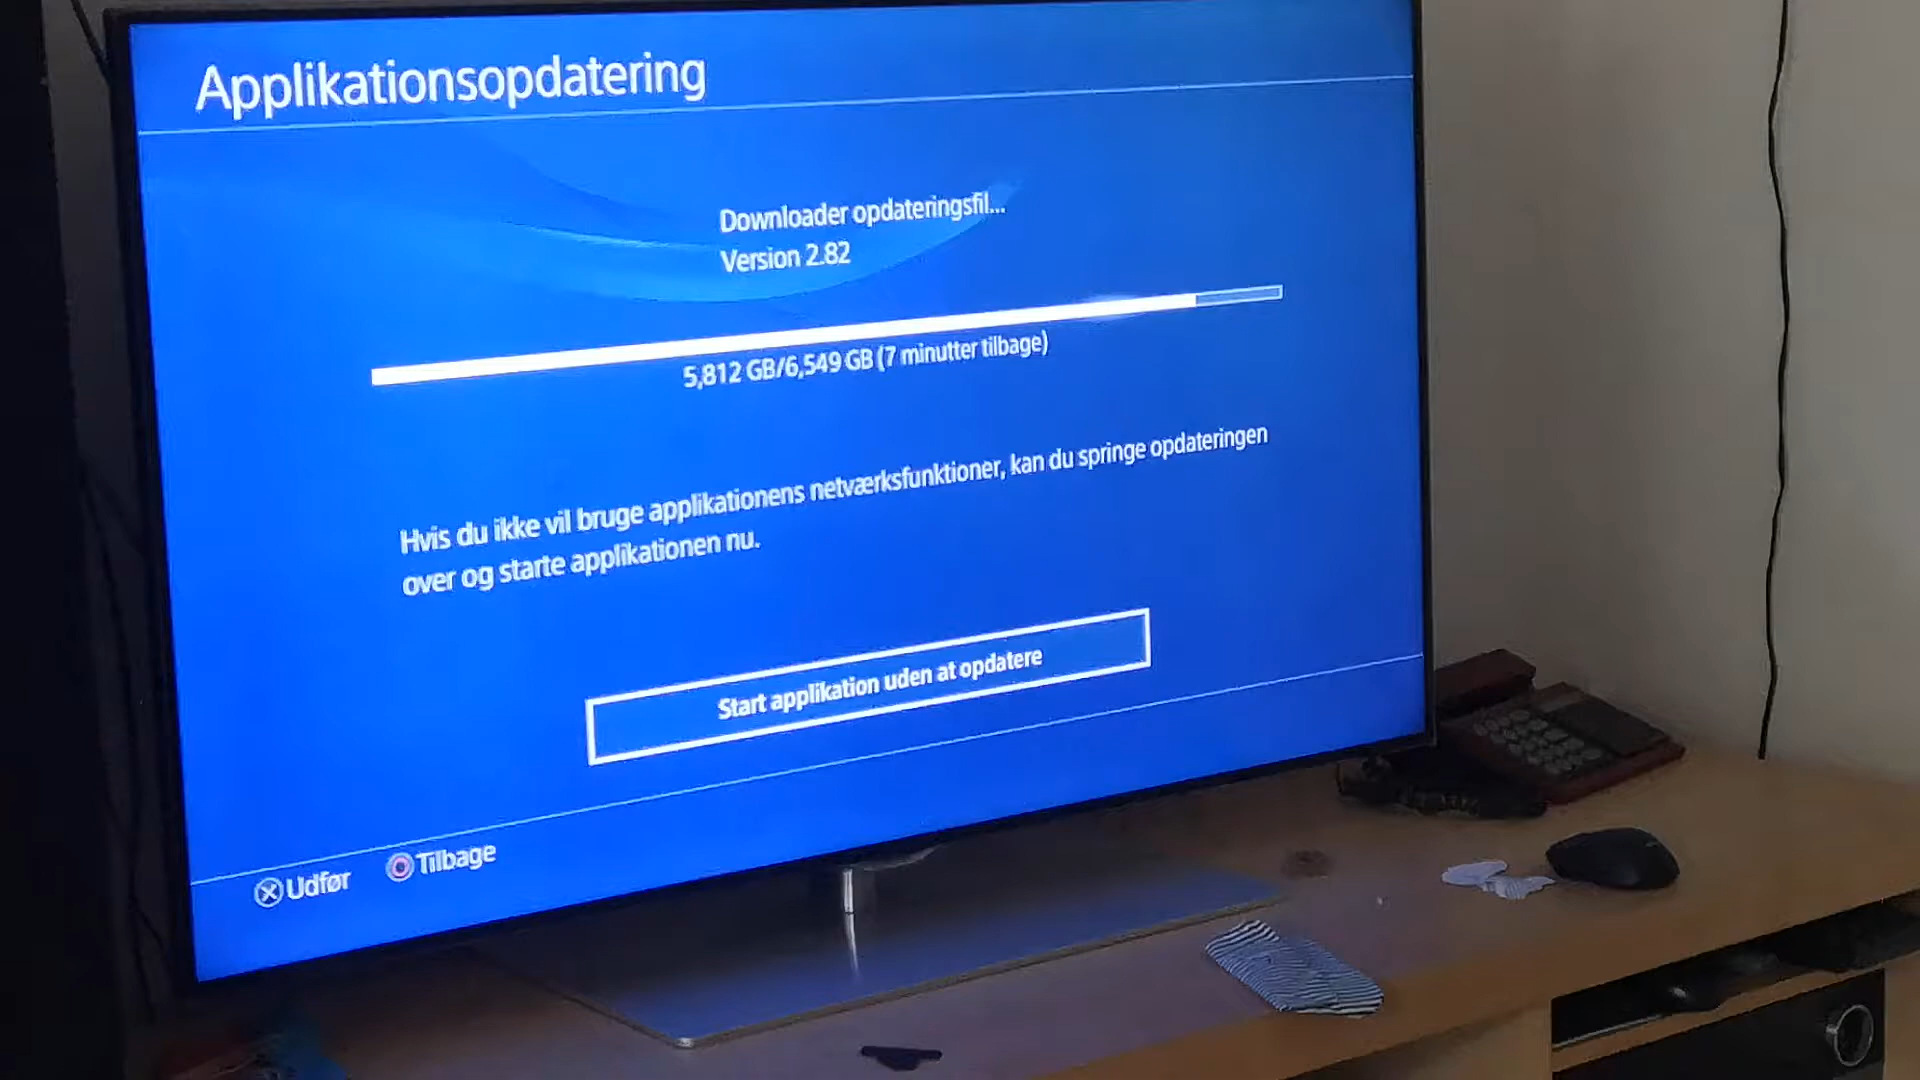 Applikationsopdatering
Downloader opdateringsfil...
Version 2.82
5,812 GB/6,549 GB (7 minutter tilbage)
Hvis du ikke vil bruge applikationens netværksfunktioner, kan du springe opdateringen
over og starte applikationen nu.
Start applikation uden at opdatere
Udfør Tilbage